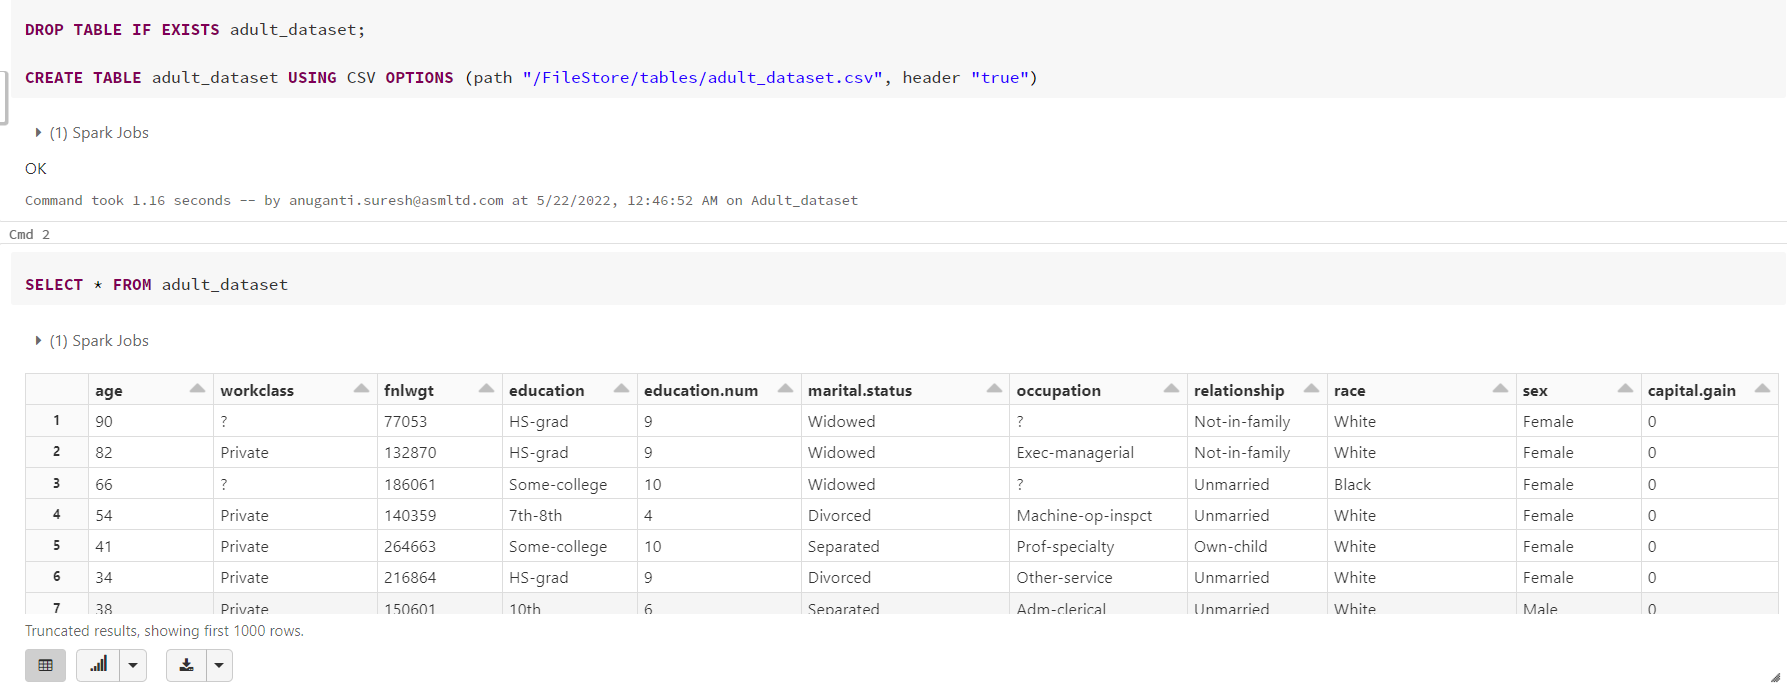 DROP TABLE IF EXISTS adult_dataset;
CREATE TABLE adult_dataset USING CSV OPTIONS (path "/FileStore/tables/adult_dataset.csv", header "true")
(1) Spark Jobs
OK
Command took 1.16 seconds -- by anuganti.suresh@asmltd.com at 5/22/2022, 12:46:52 AM on Adult_dataset
Cmd 2
SELECT * FROM adult_dataset
(1) Spark Jobs
age workclass fnlwgt education education.num marital.status occupation relationship race sex capital.gain
1 90 ? 77053 HS-grad 9 Widowed ? Not-in-family White Female 0
2 82 Private 132870 HS-grad 9 Widowed Exec-managerial Not-in-family White Female 0
3 66 ? 186061 Some-college 10 Widowed ? Unmarried Black Female 0
4 54 Private 140359 7th-8th 4 Divorced Machine-op-inspct Unmarried White Female 0
5 41 Private 264663 Some-college 10 Separated Prof-specialty Own-child White Female 0
6 34 Private 216864 HS-grad 9 Divorced Other-service Unmarried White Female 0
7 38 Private 150601 10th 6 Separated Adm-clerical Unmarried White Male 0
Truncated results, showing first 1000 rows.